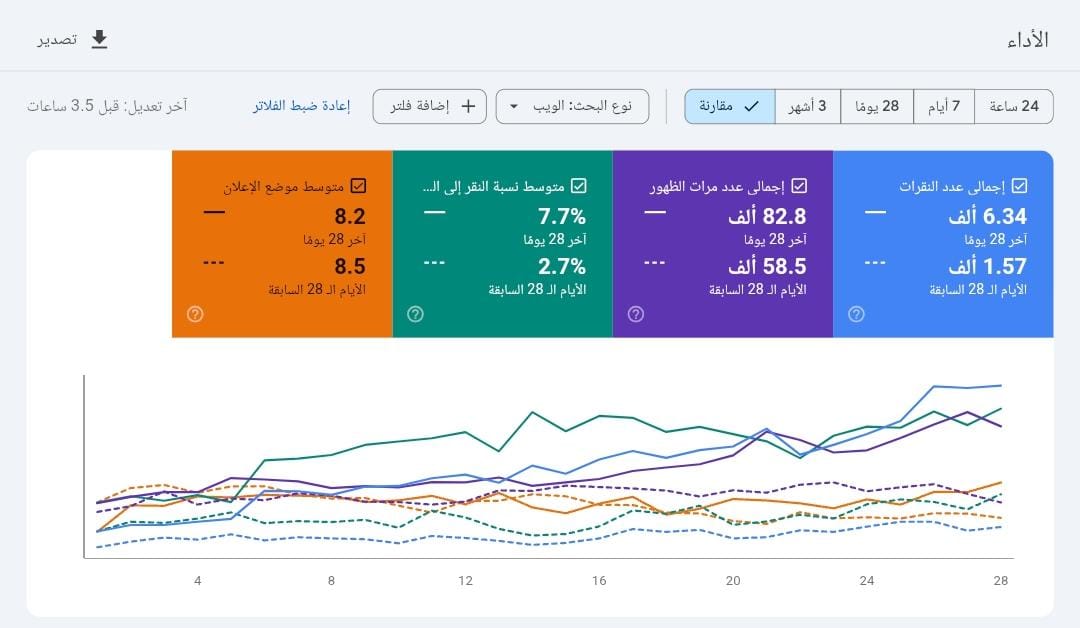 الأداء
تصدير
24 ساعة
7 أيام
28 يومًا
3 أشهر
مقارنة
نوع البحث: الويب
إضافة فلتر
إعادة ضبط الفلاتر
آخر تعديل: قبل 3.5 ساعات
إجمالي عدد النقرات
6.34 ألف
آخر 28 يومًا
1.57 ألف
الأيام الـ 28 السابقة
إجمالي عدد مرات الظهور
82.8 ألف
آخر 28 يومًا
58.5 ألف
الأيام الـ 28 السابقة
متوسط نسبة النقر إلى الـ...
7.7%
آخر 28 يومًا
2.7%
الأيام الـ 28 السابقة
متوسط موضع الإعلان
8.2
آخر 28 يومًا
8.5
الأيام الـ 28 السابقة
4 8 12 16 20 24 28